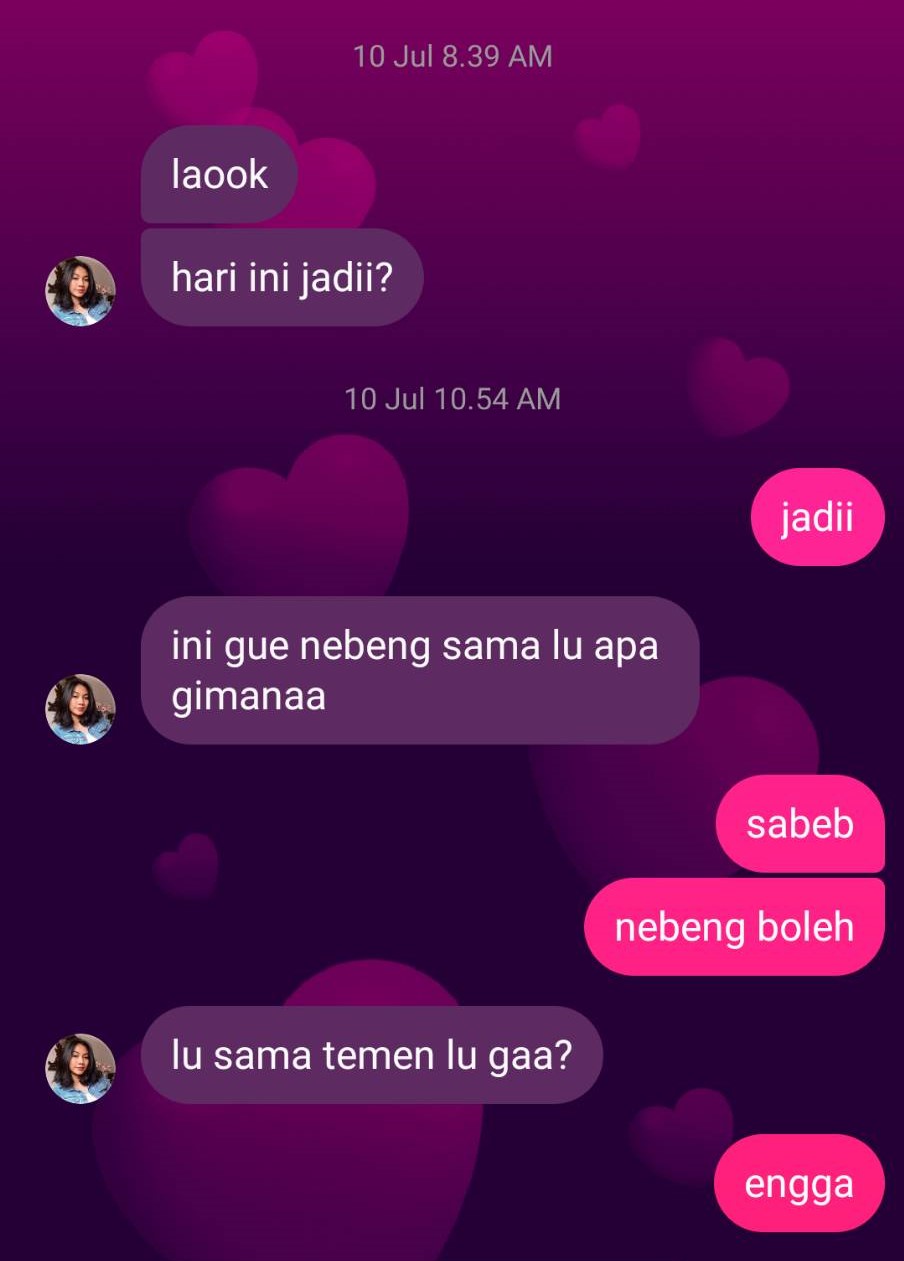 10 Jul 8.39 AM
laook
hari ini jadii?
10 Jul 10.54 AM
jadii
ini gue nebeng sama lu apa
gimanaa
sabeb
nebeng boleh
lu sama temen lu gaa?
engga